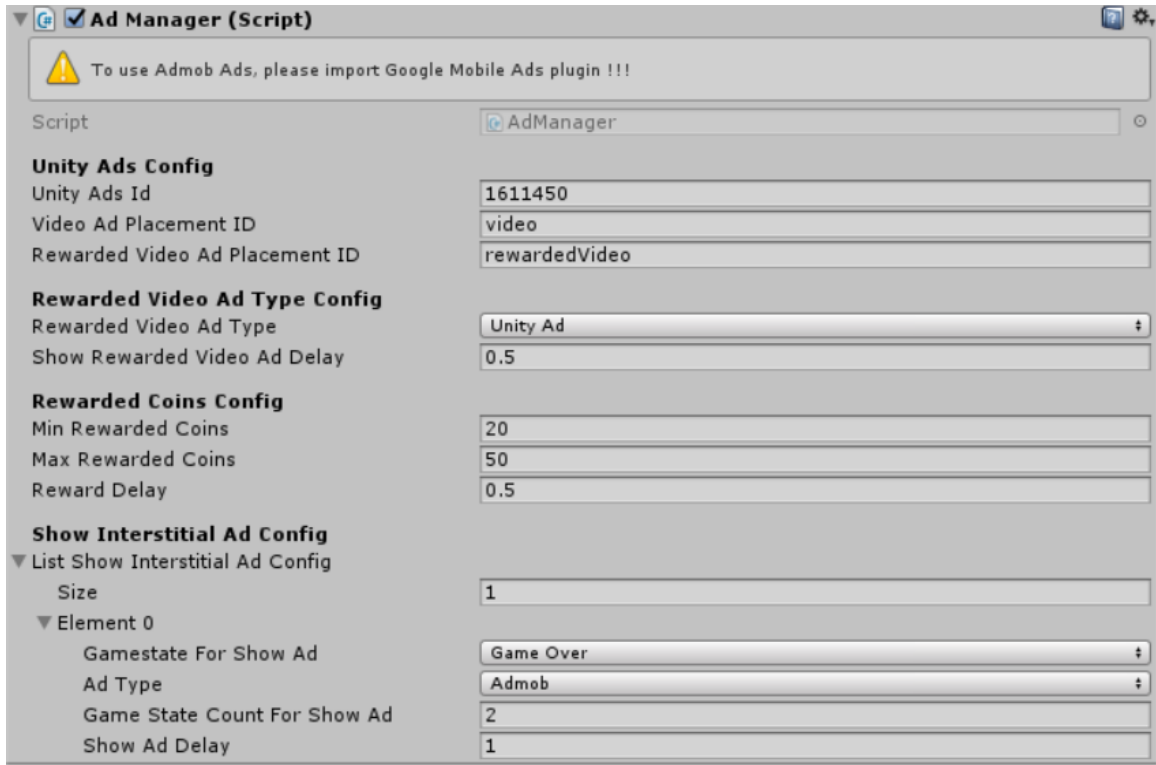 Ad Manager (Script)
To use Admob Ads, please import Google Mobile Ads plugin !!!
Script AdManager
Unity Ads Config
Unity Ads Id 1611450
Video Ad Placement ID video
Rewarded Video Ad Placement ID rewardedVideo
Rewarded Video Ad Type Config
Rewarded Video Ad Type Unity Ad
Show Rewarded Video Ad Delay 0.5
Rewarded Coins Config
Min Rewarded Coins 20
Max Rewarded Coins 50
Reward Delay 0.5
Show Interstitial Ad Config
List Show Interstitial Ad Config
Size 1
Element 0
Gamestate For Show Ad Game Over
Ad Type Admob
Game State Count For Show Ad 2
Show Ad Delay 1